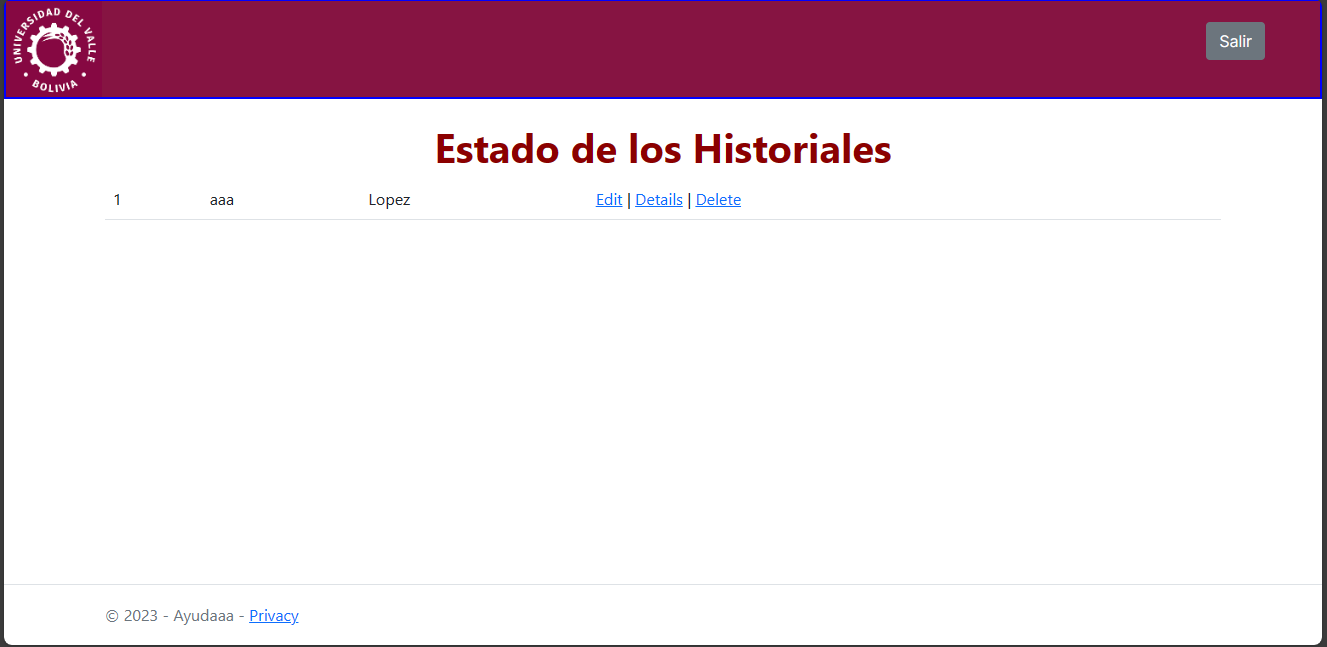 UNIVERSIDAD DEL VALLE
• BOLIVIA •
Salir
Estado de los Historiales
1 aaa Lopez Edit | Details | Delete
© 2023 - Ayudaaa - Privacy